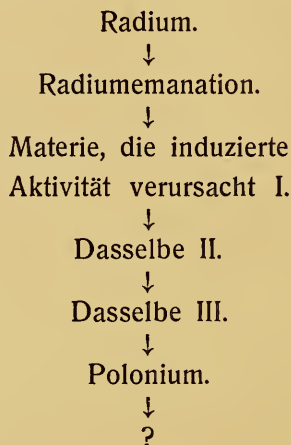 Radium.
↓
Radiumemanation.
↓
Materie, die induzierte
Aktivität verursacht I.
↓
Dasselbe II.
↓
Dasselbe III.
↓
Polonium.
↓
?